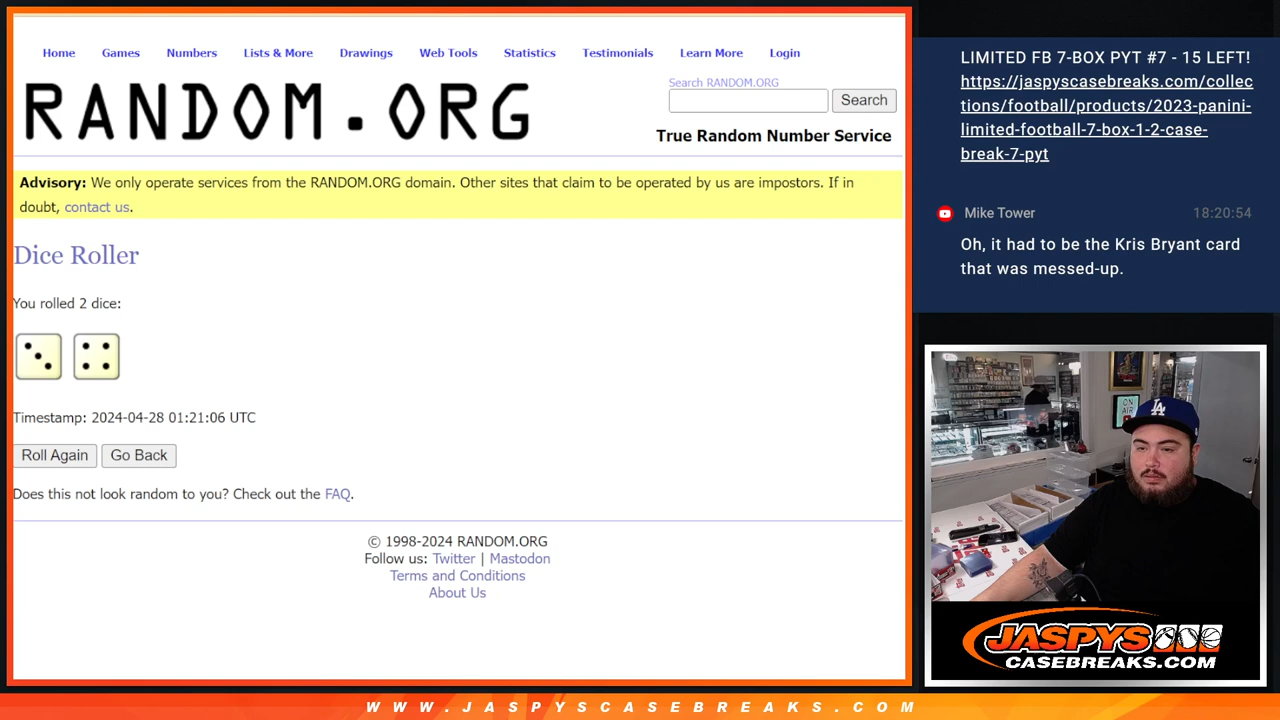 Home Games Numbers Lists & More Drawings Web Tools Statistics Testimonials Learn More Login
RANDOM.ORG
Search RANDOM.ORG
Search
True Random Number Service
Advisory: We only operate services from the RANDOM.ORG domain. Other sites that claim to be operated by us are impostors. If in
doubt, contact us.
Dice Roller
You rolled 2 dice:
Timestamp: 2024-04-28 01:21:06 UTC
Roll Again Go Back
Does this not look random to you? Check out the FAQ.
© 1998-2024 RANDOM.ORG
Follow us: Twitter | Mastodon
Terms and Conditions
About Us
LIMITED FB 7-BOX PYT #7 - 15 LEFT!
https://jaspyscasebreaks.com/collec
tions/football/products/2023-panini-
limited-football-7-box-1-2-case-
break-7-pyt
Mike Tower 18:20:54
Oh, it had to be the Kris Bryant card
that was messed-up.
ON
AIR
LA
JASPYS
CASEBREAKS.COM
WWW.JASPYSCASEBREAKS.COM